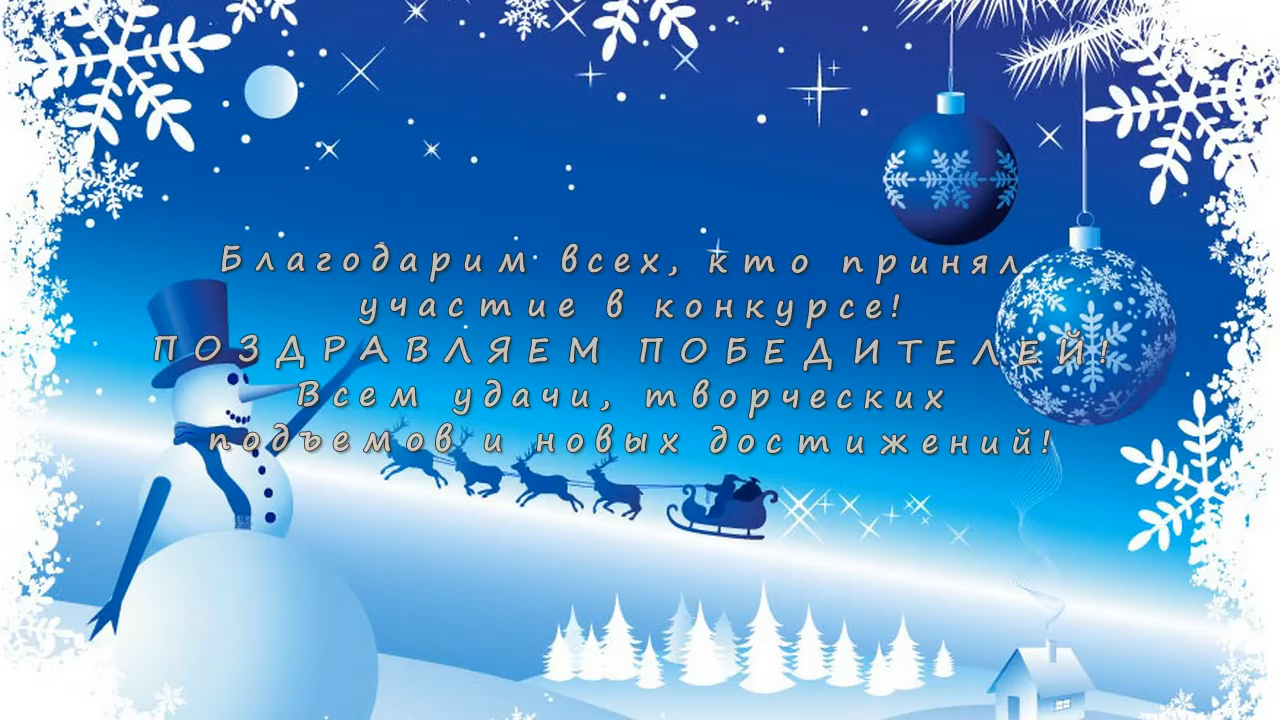 Благодарим всех, кто принял
участие в конкурсе!
ПОЗДРАВЛЯЕМ ПОБЕДИТЕЛЕЙ!
Всем удачи, творческих
подъемов и новых достижений!